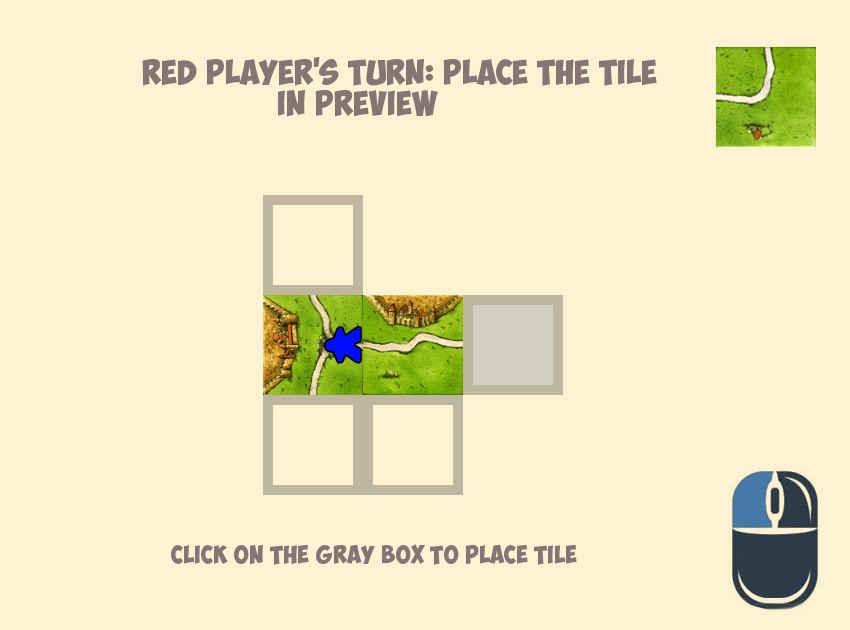 RED PLAYER'S TURN: PLACE THE TILE
IN PREVIEW
CLICK ON THE GRAY BOX TO PLACE TILE